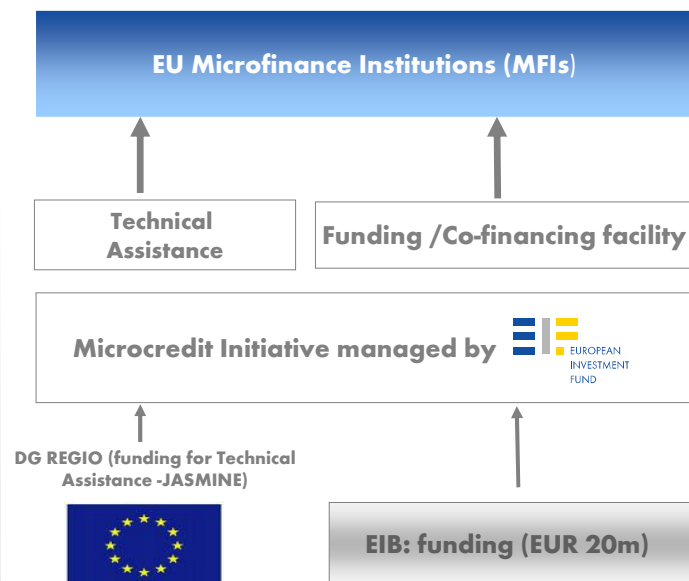 EU Microfinance Institutions (MFIs)
Technical
Assistance
Funding /Co-financing facility
Microcredit Initiative managed by
EUROPEAN
INVESTMENT
FUND
DG REGIO (funding for Technical
Assistance -JASMINE)
EIB: funding (EUR 20m)